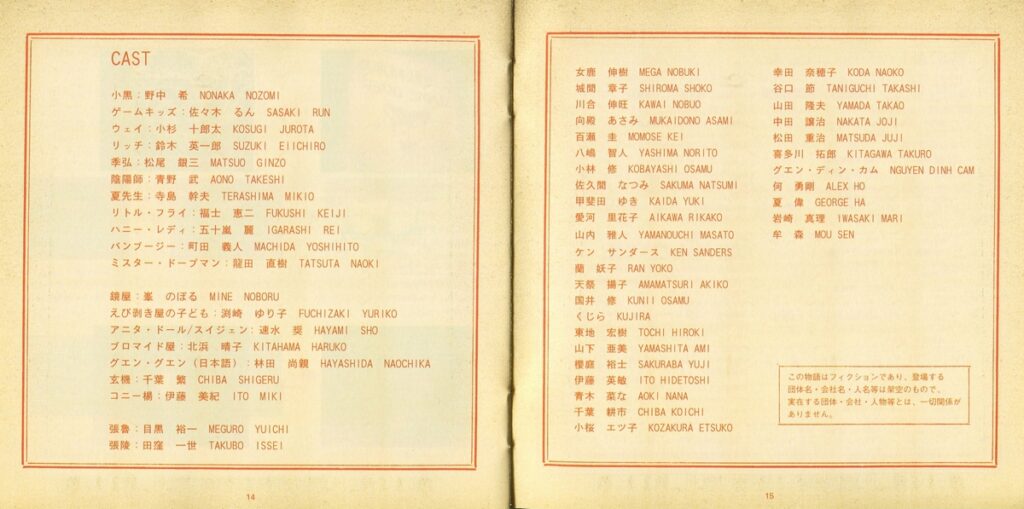 CAST
小黒：野中　希　NONAKA　NOZOMI
ゲームキッズ：佐々木　るん　SASAKI　RUN
ウェイ：小杉　十郎太　KOSUGI　JUROTA
リッチ：鈴木　英一郎　SUZUKI　EIICHIRO
季弘：松尾　銀三　MATSUO　GINZO
陰陽師：青野　武　AONO　TAKESHI
夏先生：寺島　幹夫　TERASHIMA　MIKIO
リトル・フライ：福士　恵二　FUKUSHI　KEIJI
ハニー・レディ：五十嵐　麗　IGARASHI　REI
バンブージー：町田　義人　MACHIDA　YOSHIHITO
ミスター・ドープマン：龍田　直樹　TATSUTA　NAOKI
鏡屋：峯　のぼる　MINE　NOBORU
えび剥き屋の子ども：渕崎　ゆり子　FUCHIZAKI　YURIKO
アニタ・ドール/スイジェン：速水　奨　HAYAMI　SHO
ブロマイド屋：北浜　晴子　KITAHAMA　HARUKO
グエン・グエン（日本語）：林田　尚親　HAYASHIDA　NAOCHIKA
玄機：千葉　繁　CHIBA　SHIGERU
コニー楊：伊藤　美紀　ITO　MIKI
張魯：目黒　裕一　MEGURO　YUICHI
張陵：田窪　一世　TAKUBO　ISSEI
14
女鹿　伸樹　MEGA NOBUKI
城間　章子　SHIROMA SHOKO
川合　伸旺　KAWAI NOBUO
向殿　あさみ　MUKAIDONO ASAMI
百瀬　圭　MOMOSE KEI
八嶋　智人　YASHIMA NORITO
小林　修　KOBAYASHI OSAMU
佐久間　なつみ　SAKUMA NATSUMI
甲斐田　ゆき　KAIDA YUKI
愛河　里花子　AIKAWA RIKAKO
山内　雅人　YAMANOUCHI MASATO
ケン　サンダース　KEN SANDERS
蘭　妖子　RAN YOKO
天祭　揚子　AMAMATSURI AKIKO
国井　修　KUNII OSAMU
くじら　KUJIRA
東地　宏樹　TOCHI HIROKI
山下　亜美　YAMASHITA AMI
櫻庭　裕士　SAKURABA YUJI
伊藤　英敏　ITO HIDETOSHI
青木　菜な　AOKI NANA
千葉　耕市　CHIBA KOICHI
小桜　エツ子　KOZAKURA ETSUKO
幸田　奈穂子　KODA NAOKO
谷口　節　TANIGUCHI TAKASHI
山田　隆夫　YAMADA TAKAO
中田　譲治　NAKATA JOJI
松田　重治　MATSUDA JUJI
喜多川　拓郎　KITAGAWA TAKURO
グエン・ディン・カム　NGUYEN DINH CAM
何　勇剛　ALEX HO
夏　偉　GEORGE HA
岩崎　真理　IWASAKI MARI
牟　森　MOU SEN
この物語はフィクションであり、登場する
団体名・会社名・人名等は架空のもので、
実在する団体・会社・人物等とは、一切関係が
ありません。
15